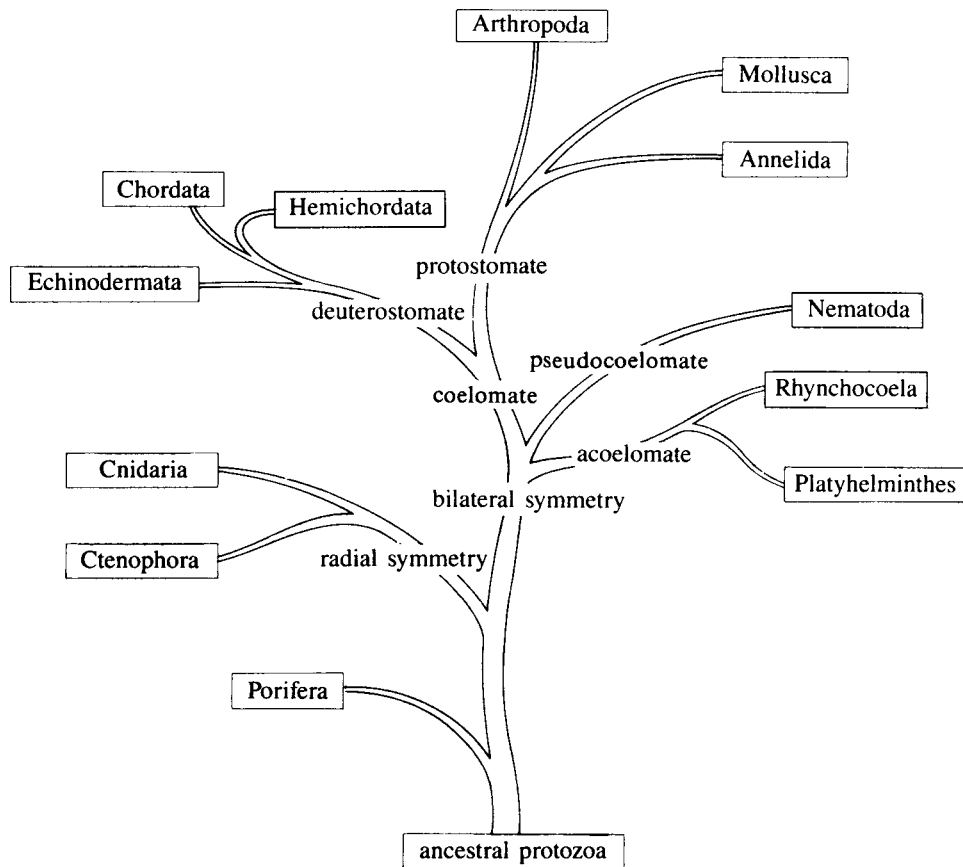 Arthropoda
Mollusca
Annelida
Chordata
Hemichordata
protostomate
Echinodermata
deuterostomate
Nematoda
pseudocoelomate
Rhynchocoela
coelomate
acoelomate
Cnidaria
Platyhelminthes
bilateral symmetry
Ctenophora
radial symmetry
Porifera
ancestral protozoa